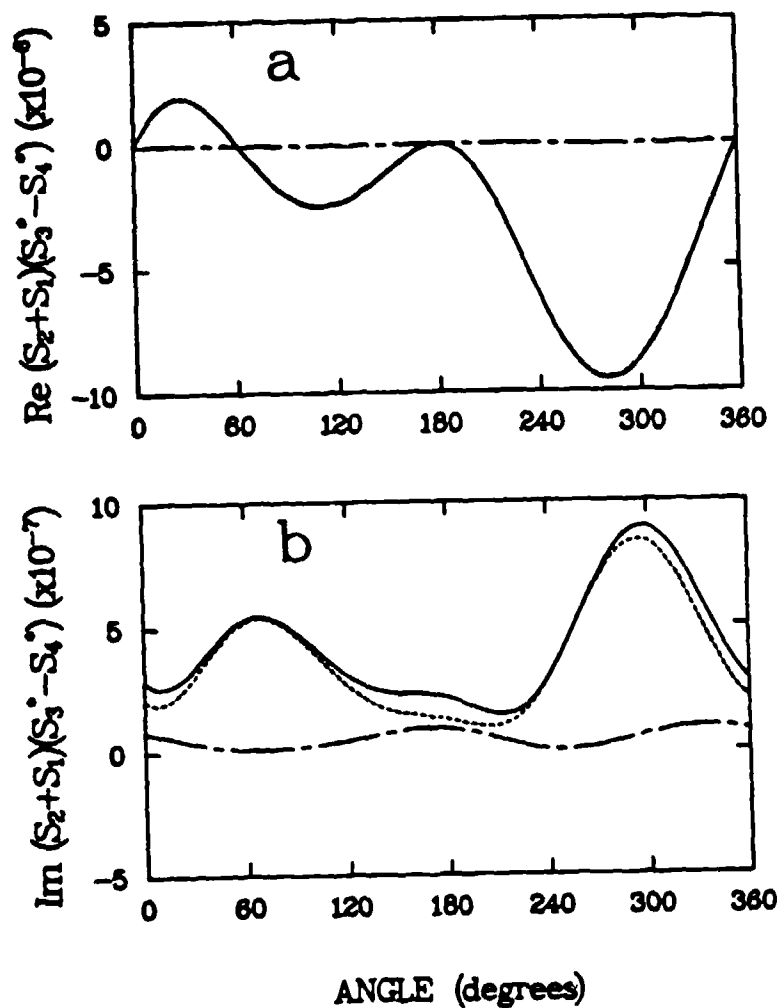 a
Re (S₂+S₁)(S₃*−S₄*) (x10⁻⁶)
5
0
−5
−10
0 60 120 180 240 300 360
b
Im (S₂+S₁)(S₃*−S₄*) (x10⁻⁷)
10
5
0
−5
0 60 120 180 240 300 360
ANGLE (degrees)